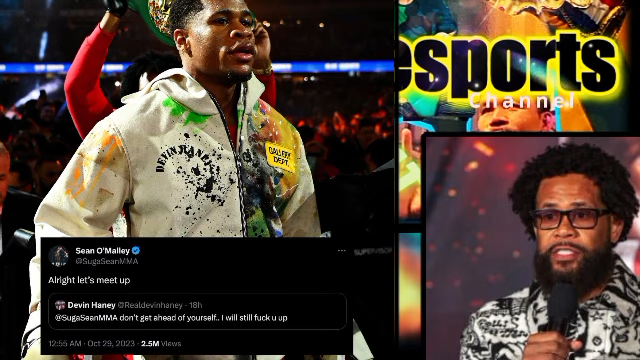 esports
Channel
DEVIN HANEY
GALLERY
DEPT.
Sean O'Malley
@SugaSeanMMA
Alright let's meet up
Devin Haney @Realdevinhaney · 18h
@SugaSeanMMA don't get ahead of yourself.. I will still fuck u up
12:55 AM · Oct 29, 2023 · 2.5M Views